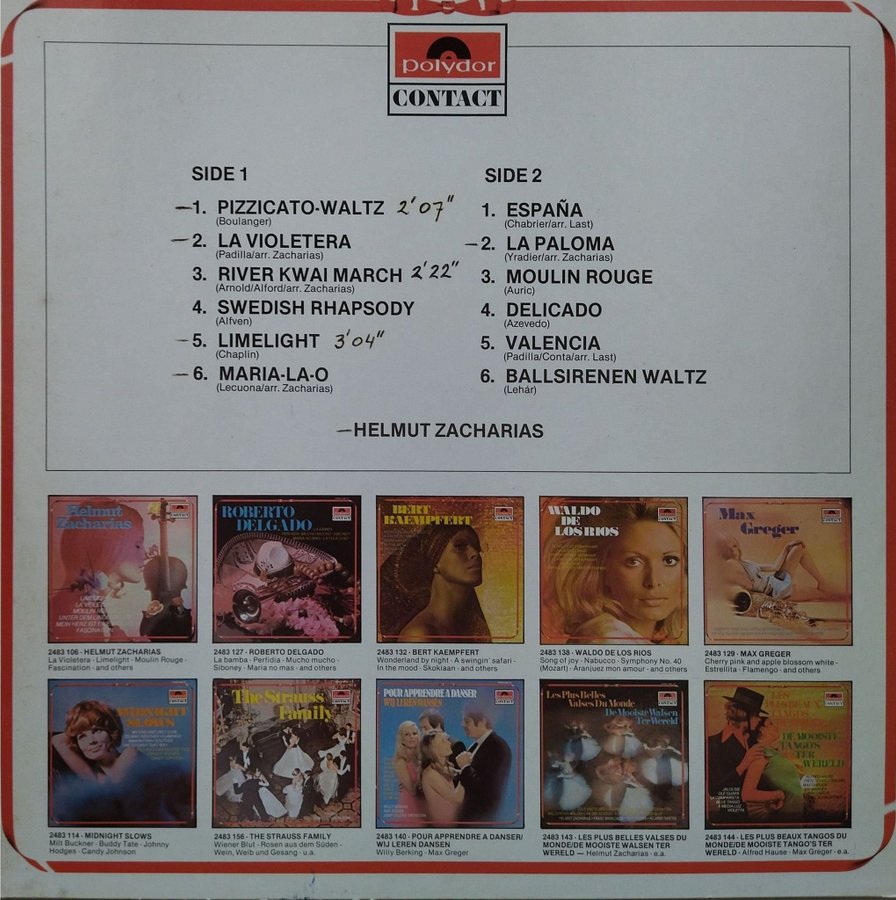 polydor
CONTACT
SIDE 1
—1. PIZZICATO-WALTZ 2'07"
(Boulanger)
—2. LA VIOLETERA
(Padilla/arr. Zacharias)
3. RIVER KWAI MARCH 2'22"
(Arnold/Alford/arr. Zacharias)
4. SWEDISH RHAPSODY
(Alfven)
—5. LIMELIGHT 3'04"
(Chaplin)
—6. MARIA-LA-O
(Lecuona/arr. Zacharias)
SIDE 2
1. ESPAÑA
(Chabrier/arr. Last)
—2. LA PALOMA
(Yradier/arr. Zacharias)
3. MOULIN ROUGE
(Auric)
4. DELICADO
(Azevedo)
5. VALENCIA
(Padilla/Conta/arr. Last)
6. BALLSIRENEN WALTZ
(Lehár)
—HELMUT ZACHARIAS
Helmut
Zacharias
2483 106 - HELMUT ZACHARIAS
La Violetera - Limelight - Moulin Rouge -
Fascination - and others
ROBERTO
DELGADO
2483 127 - ROBERTO DELGADO
La bamba - Perfidia - Mucho mucho -
Siboney - Maria no mas - and others
BERT
KAEMPFERT
2483 132 - BERT KAEMPFERT
Wonderland by night - A swingin' safari -
In the mood - Skokiaan - and others
WALDO
DE
LOS RIOS
2483 138 - WALDO DE LOS RIOS
Song of joy - Nabucco - Symphony No. 40
(Mozart) - Aranjuez mon amour - and others
Max
Greger
2483 129 - MAX GREGER
Cherry pink and apple blossom white -
Estrellita - Flamengo - and others
MIDNIGHT
SLOWS
2483 114 - MIDNIGHT SLOWS
Milt Buckner - Buddy Tate - Johnny
Hodges - Candy Johnson
The Strauss
Family
2483 156 - THE STRAUSS FAMILY
Wiener Blut - Rosen aus dem Süden -
Wein, Weib und Gesang - u.a.
POUR APPRENDRE A DANSER
WIJ LEREN DANSEN
2483 140 - POUR APPRENDRE A DANSER/
WIJ LEREN DANSEN
Willy Berking - Max Greger
Les Plus Belles
Valses Du Monde
De Mooiste Walsen
Ter Wereld
2483 143 - LES PLUS BELLES VALSES DU
MONDE/DE MOOISTE WALSEN TER
WERELD — Helmut Zacharias - e.a.
LES
PLUS BEAUX
TANGOS
DE MOOISTE
TANGO'S
TER
WERELD
2483 144 - LES PLUS BEAUX TANGOS DU
MONDE/DE MOOISTE TANGO'S TER
WERELD - Alfred Hause - Max Greger - e.a.